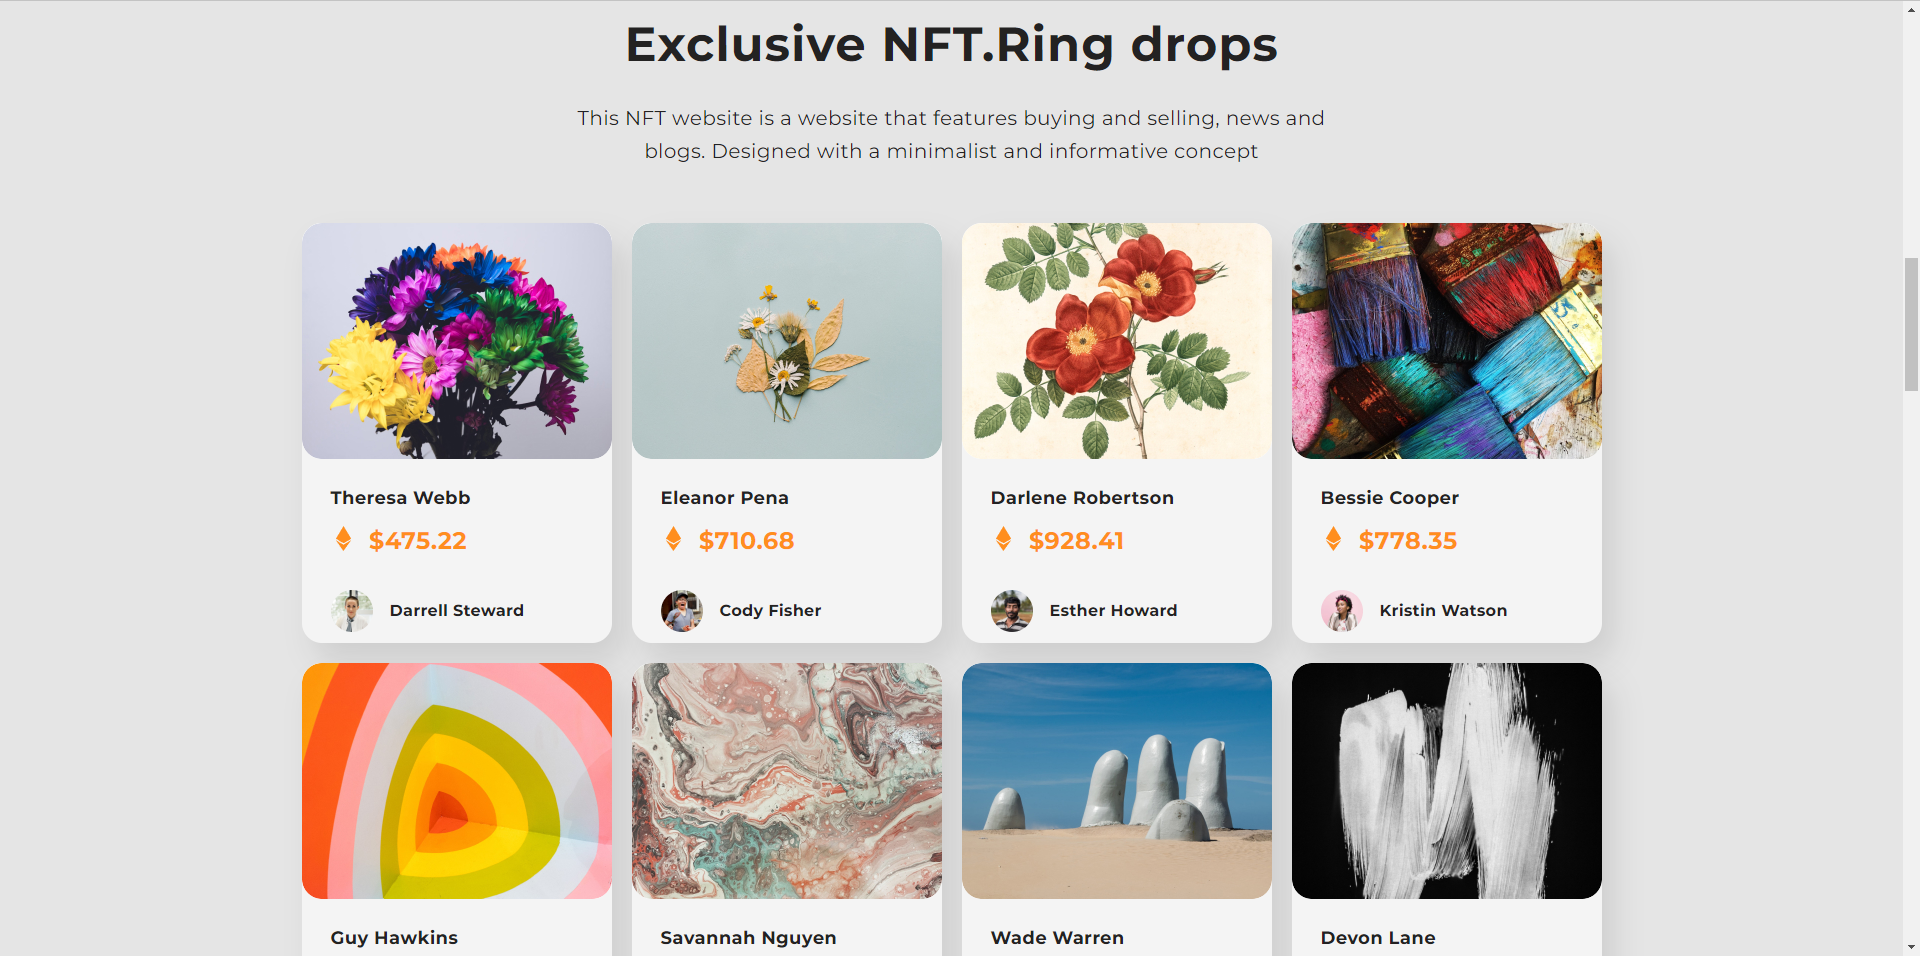 Exclusive NFT.Ring drops
This NFT website is a website that features buying and selling, news and
blogs. Designed with a minimalist and informative concept
Theresa Webb
$475.22
Darrell Steward
Eleanor Pena
$710.68
Cody Fisher
Darlene Robertson
$928.41
Esther Howard
Bessie Cooper
$778.35
Kristin Watson
Guy Hawkins
Savannah Nguyen
Wade Warren
Devon Lane